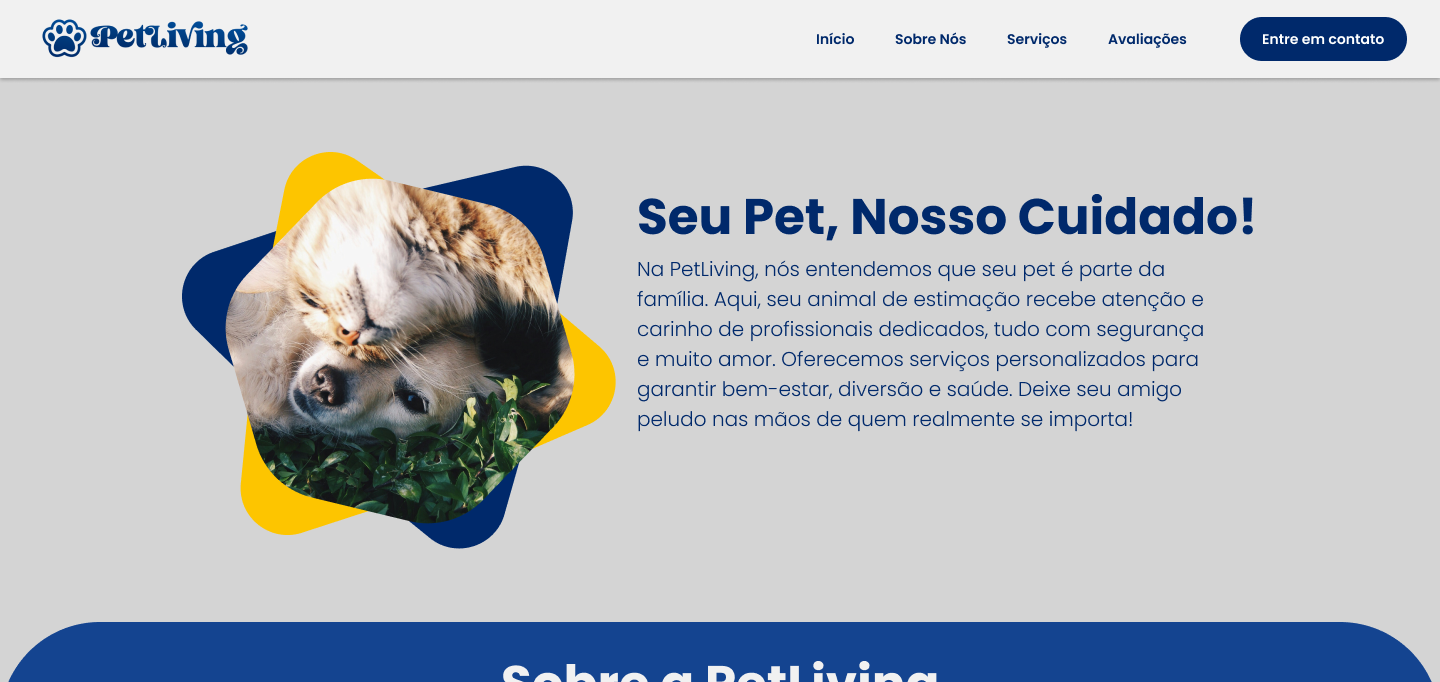 PetLiving
Início
Sobre Nós
Serviços
Avaliações
Entre em contato
Seu Pet, Nosso Cuidado!
Na PetLiving, nós entendemos que seu pet é parte da
família. Aqui, seu animal de estimação recebe atenção e
carinho de profissionais dedicados, tudo com segurança
e muito amor. Oferecemos serviços personalizados para
garantir bem-estar, diversão e saúde. Deixe seu amigo
peludo nas mãos de quem realmente se importa!
Sobre a PetLiving